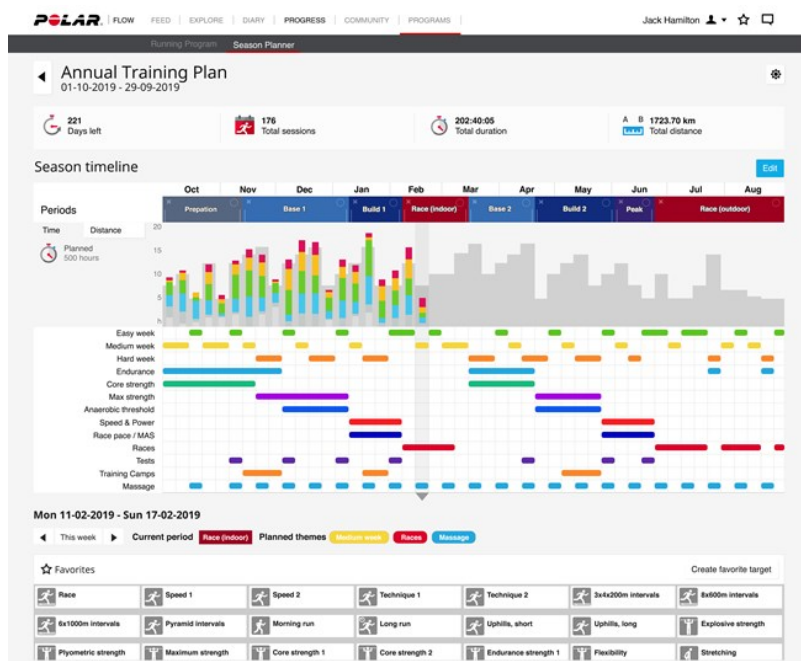 POLAR. FLOW FEED EXPLORE DIARY PROGRESS COMMUNITY PROGRAMS Jack Hamilton
Running Program Season Planner
Annual Training Plan
01-10-2019 - 29-09-2019
221 Days left
176 Total sessions
202:40:05 Total duration
A B 1723.70 km Total distance
Season timeline Edit
Oct Nov Dec Jan Feb Mar Apr May Jun Jul Aug
Periods Prepation Base 1 Build 1 Race (indoor) Base 2 Build 2 Peak Race (outdoor)
Time Distance
Planned
500 hours
20
15
10
5
h
Easy week
Medium week
Hard week
Endurance
Core strength
Max strength
Anaerobic threshold
Speed & Power
Race pace / MAS
Races
Tests
Training Camps
Massage
Mon 11-02-2019 - Sun 17-02-2019
This week Current period Race (indoor) Planned themes Medium week Races Massage
Favorites Create favorite target
Race Speed 1 Speed 2 Technique 1 Technique 2 3x4x200m intervals 8x600m intervals
6x1000m intervals Pyramid intervals Morning run Long run Uphills, short Uphills, long Explosive strength
Plyometric strength Maximum strength Core strength 1 Core strength 2 Endurance strength 1 Flexibility Stretching